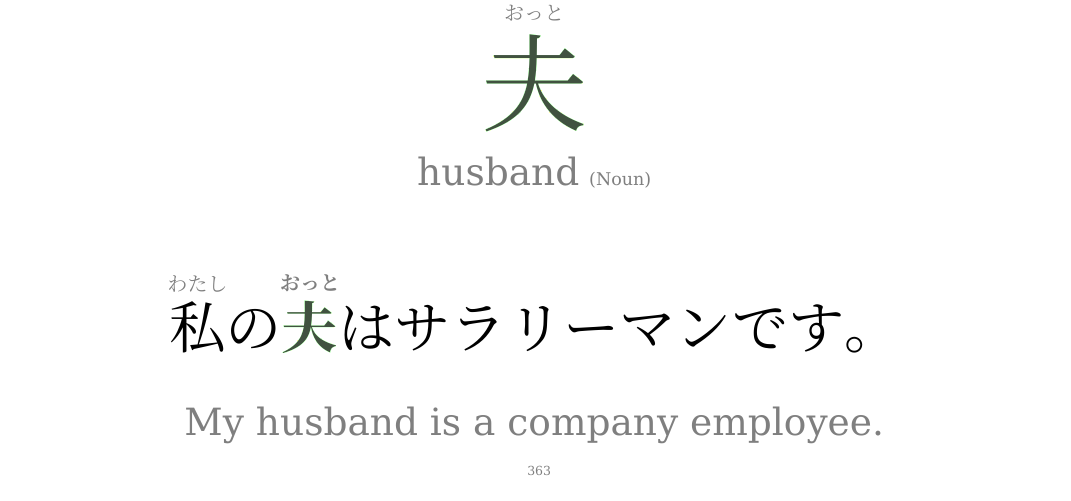 おっと
夫
husband (Noun)
わたし おっと
私の夫はサラリーマンです。
My husband is a company employee.
363